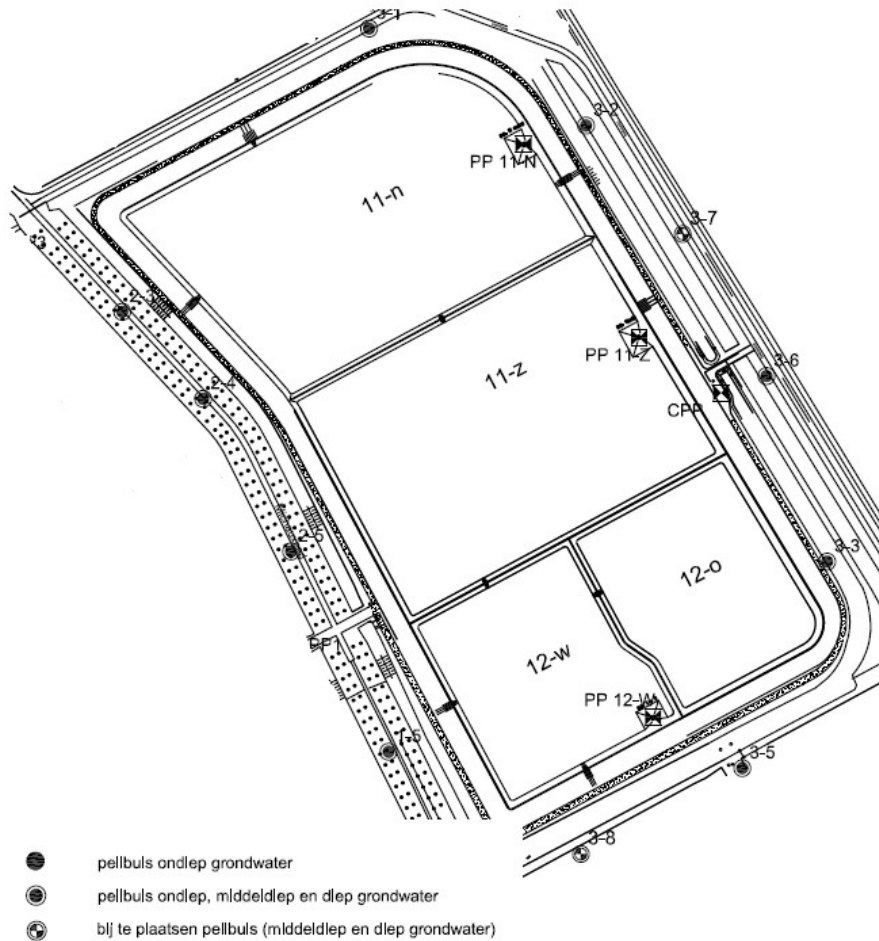 3-1
3-2
PP 11-N
11-n
3-7
2-3
PP 11-Z
11-z
3-6
2-4
CPP
2-5
3-3
12-o
12-w
PP 12-W
1-5
3-5
3-8
pellbuls ondlep grondwater
pellbuls ondlep, mlddeldlep en dlep grondwater
blj te plaatsen pellbuls (mlddeldlep en dlep grondwater)